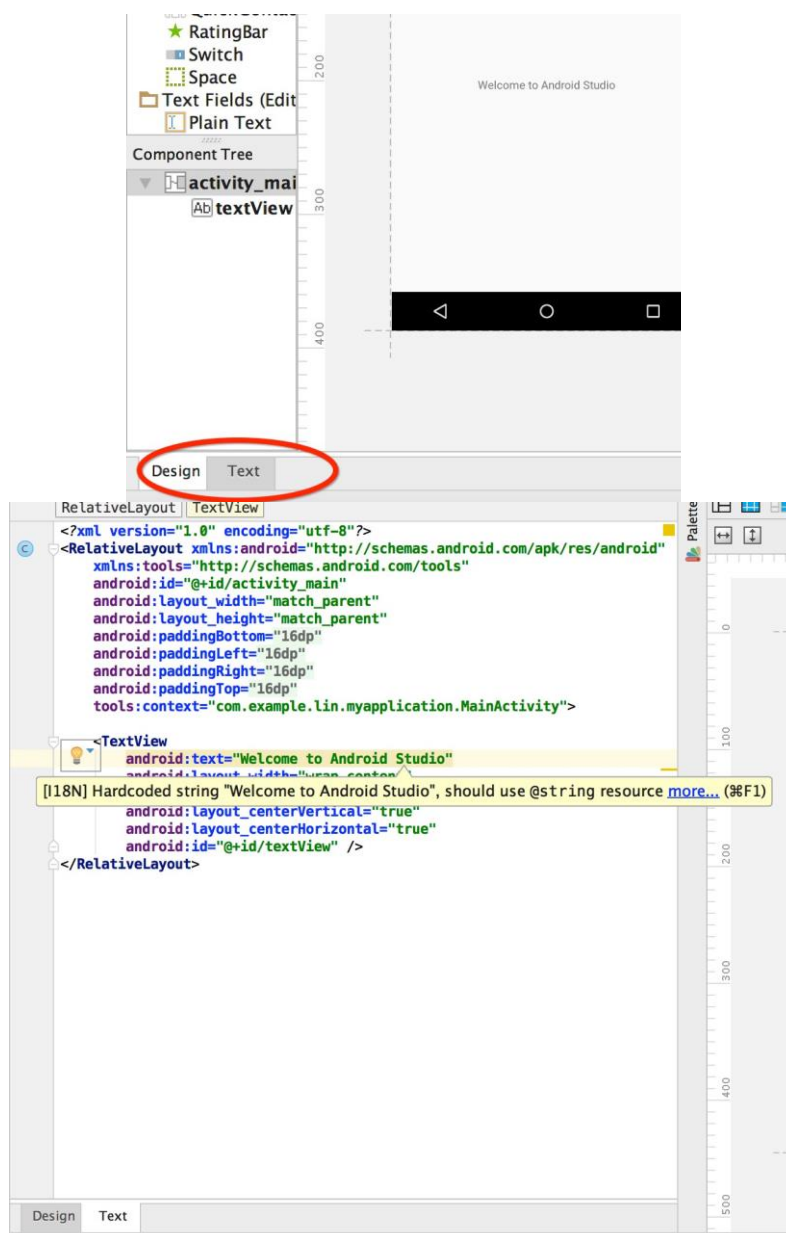 RatingBar
Switch
Space
Text Fields (Edit
Plain Text
Component Tree
activity_mai
Ab textView
200
300
400
Welcome to Android Studio
Design Text
RelativeLayout TextView
<?xml version="1.0" encoding="utf-8"?>
<RelativeLayout xmlns:android="http://schemas.android.com/apk/res/android"
xmlns:tools="http://schemas.android.com/tools"
android:id="@+id/activity_main"
android:layout_width="match_parent"
android:layout_height="match_parent"
android:paddingBottom="16dp"
android:paddingLeft="16dp"
android:paddingRight="16dp"
android:paddingTop="16dp"
tools:context="com.example.lin.myapplication.MainActivity">
<TextView
android:text="Welcome to Android Studio"
[I18N] Hardcoded string "Welcome to Android Studio", should use @string resource more... (⌘F1)
android:layout_centerVertical="true"
android:layout_centerHorizontal="true"
android:id="@+id/textView" />
</RelativeLayout>
C
Palette
0
100
200
300
400
500
Design Text